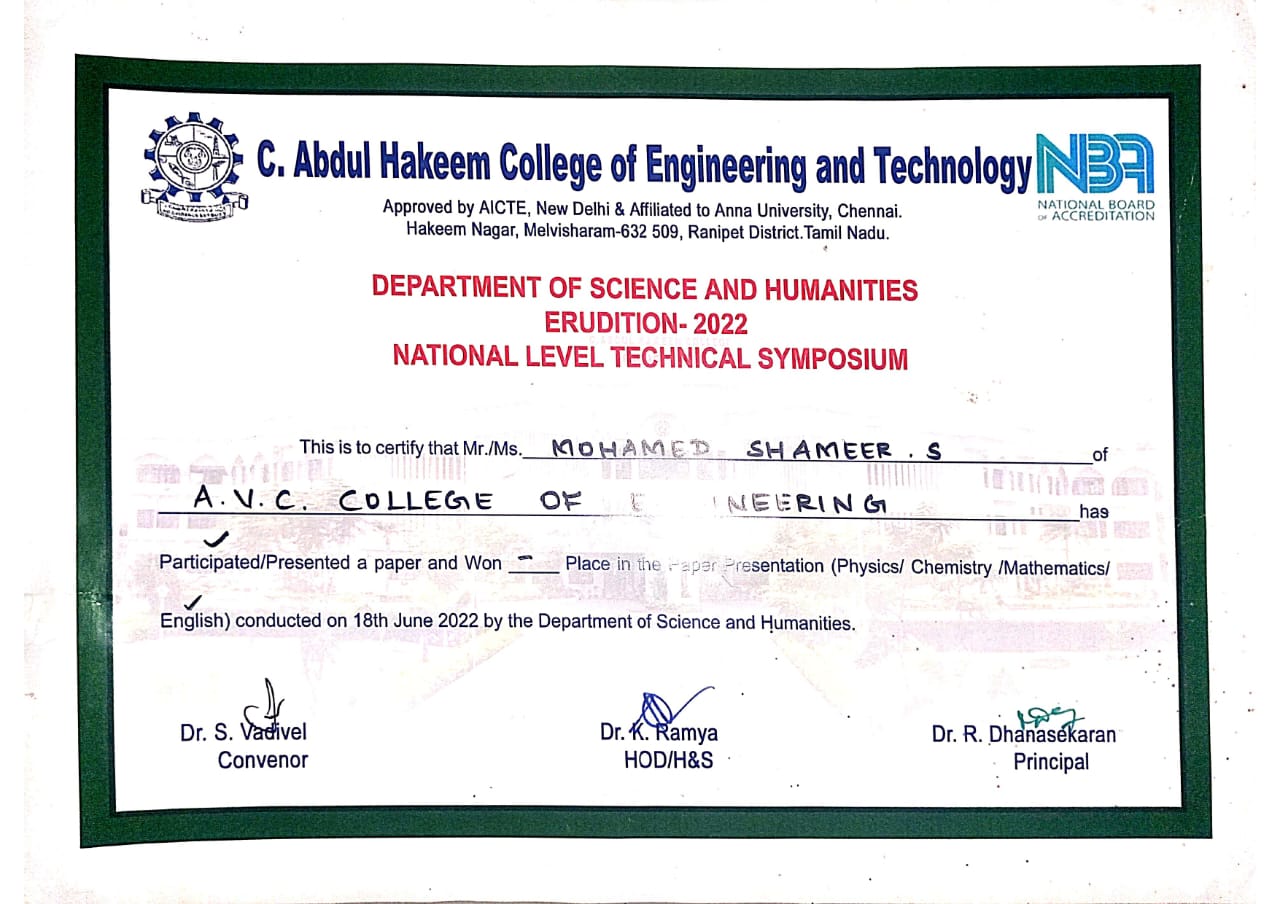 C. Abdul Hakeem College of Engineering and Technology
NBA
NATIONAL BOARD
OF ACCREDITATION
Approved by AICTE, New Delhi & Affiliated to Anna University, Chennai.
Hakeem Nagar, Melvisharam-632 509, Ranipet District.Tamil Nadu.
DEPARTMENT OF SCIENCE AND HUMANITIES
ERUDITION- 2022
NATIONAL LEVEL TECHNICAL SYMPOSIUM
This is to certify that Mr./Ms. MOHAMED SHAMEER . S of
A.V.C. COLLEGE OF E INEERING has
Participated/Presented a paper and Won – Place in the Paper Presentation (Physics/ Chemistry /Mathematics/
English) conducted on 18th June 2022 by the Department of Science and Humanities.
Dr. S. Vadivel
Convenor
Dr. K. Ramya
HOD/H&S
Dr. R. Dhanasekaran
Principal